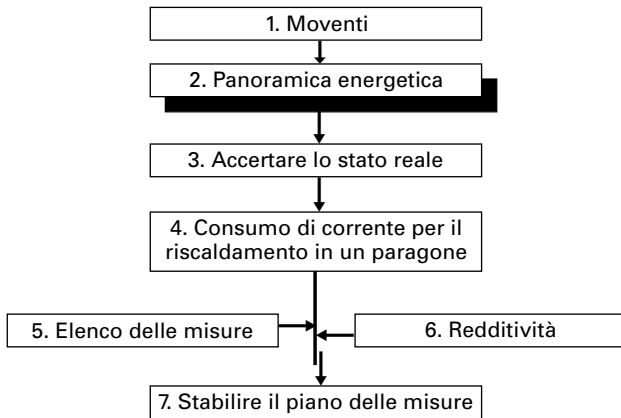 1. Moventi
2. Panoramica energetica
3. Accertare lo stato reale
4. Consumo di corrente per il
riscaldamento in un paragone
5. Elenco delle misure
6. Redditività
7. Stabilire il piano delle misure